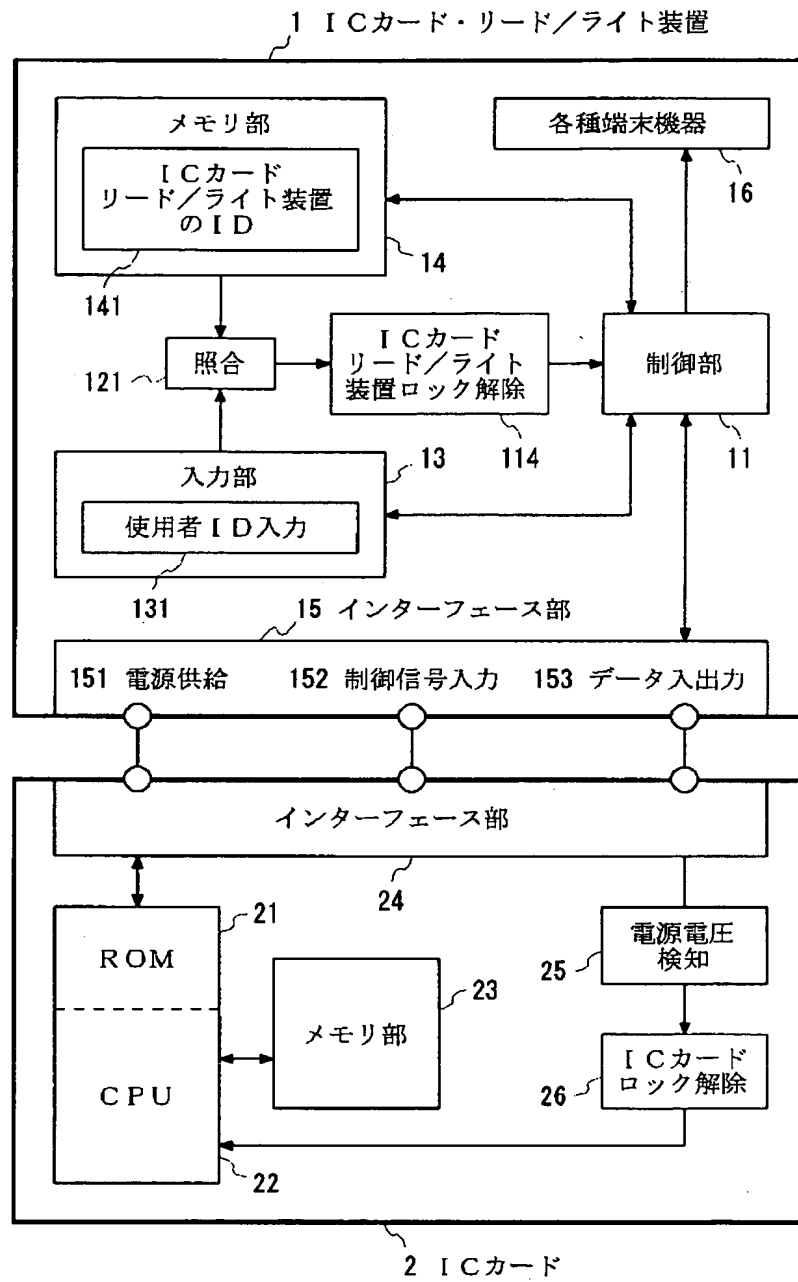 1 ICカード・リード／ライト装置
メモリ部
ICカード
リード／ライト装置
のID
141
14
各種端末機器
16
照合
121
ICカード
リード／ライト
装置ロック解除
114
制御部
11
入力部
13
使用者ID入力
131
15 インターフェース部
151 電源供給
152 制御信号入力
153 データ入出力
インターフェース部
24
21
ROM
CPU
22
メモリ部
23
電源電圧
検知
25
ICカード
ロック解除
26
2 ICカード